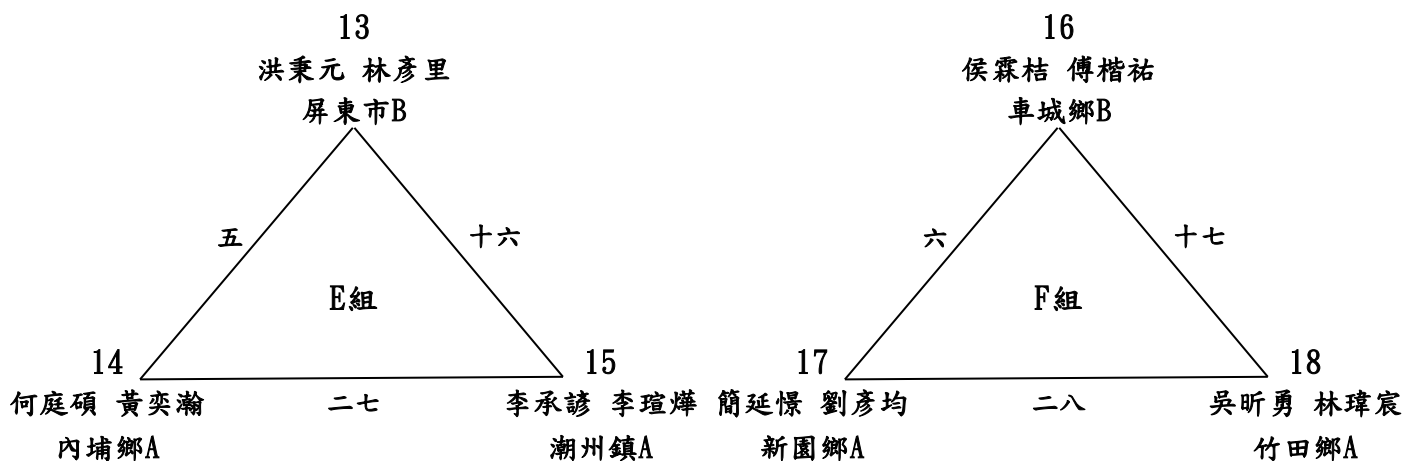 13
洪秉元 林彥里
屏東市B
五
十六
E組
14
何庭碩 黃奕瀚
內埔鄉A
二七
15
李承諺 李瑄燁
潮州鎮A
16
侯霖桔 傅楷祐
車城鄉B
六
十七
F組
17
簡延憬 劉彥均
新園鄉A
二八
18
吳昕勇 林瑋宸
竹田鄉A